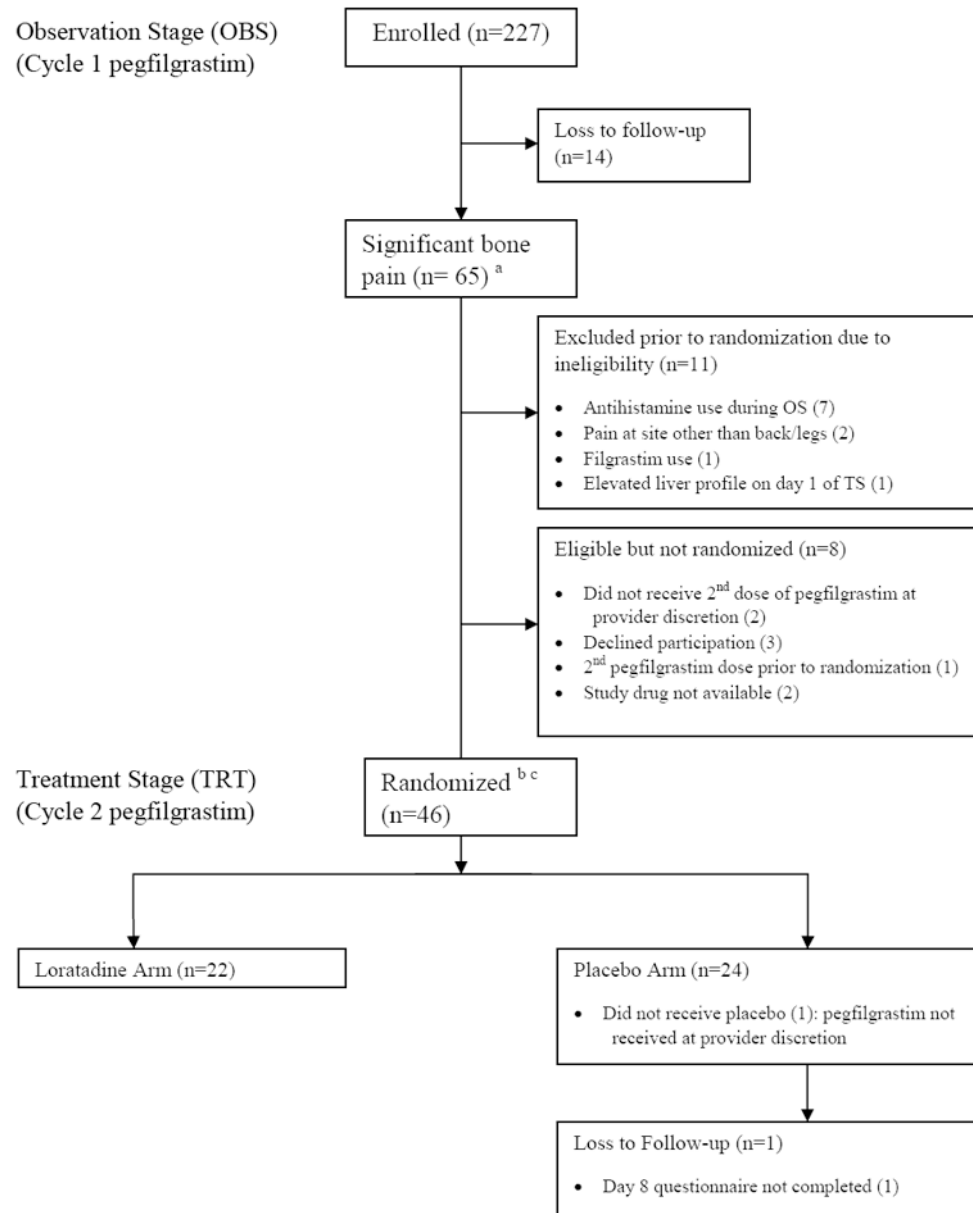 Observation Stage (OBS)
(Cycle 1 pegfilgrastim)
Enrolled (n=227)
Loss to follow-up
(n=14)
Significant bone
pain (n= 65) a
Excluded prior to randomization due to
ineligibility (n=11)
• Antihistamine use during OS (7)
• Pain at site other than back/legs (2)
• Filgrastim use (1)
• Elevated liver profile on day 1 of TS (1)
Eligible but not randomized (n=8)
• Did not receive 2nd dose of pegfilgrastim at
provider discretion (2)
• Declined participation (3)
• 2nd pegfilgrastim dose prior to randomization (1)
• Study drug not available (2)
Treatment Stage (TRT)
(Cycle 2 pegfilgrastim)
Randomized b c
(n=46)
Loratadine Arm (n=22)
Placebo Arm (n=24)
• Did not receive placebo (1): pegfilgrastim not
received at provider discretion
Loss to Follow-up (n=1)
• Day 8 questionnaire not completed (1)